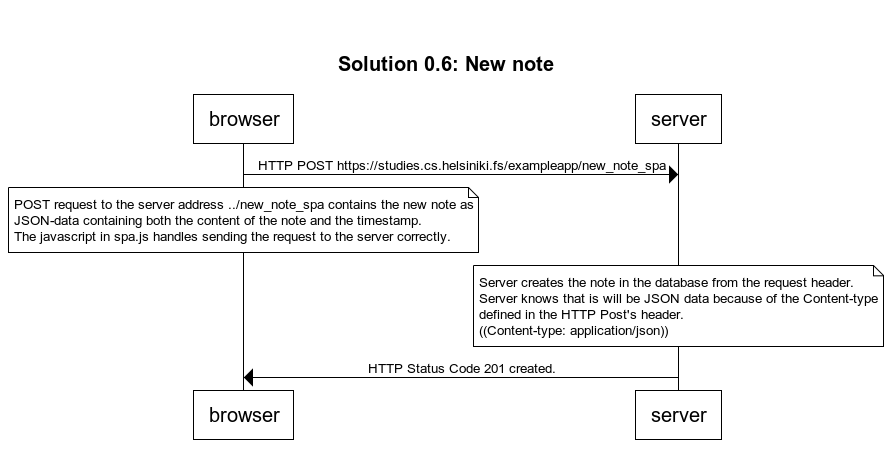 Solution 0.6: New note
browser
server
HTTP POST https://studies.cs.helsiniki.fs/exampleapp/new_note_spa
POST request to the server address ../new_note_spa contains the new note as
JSON-data containing both the content of the note and the timestamp.
The javascript in spa.js handles sending the request to the server correctly.
Server creates the note in the database from the request header.
Server knows that is will be JSON data because of the Content-type
defined in the HTTP Post's header.
((Content-type: application/json))
HTTP Status Code 201 created.
browser
server